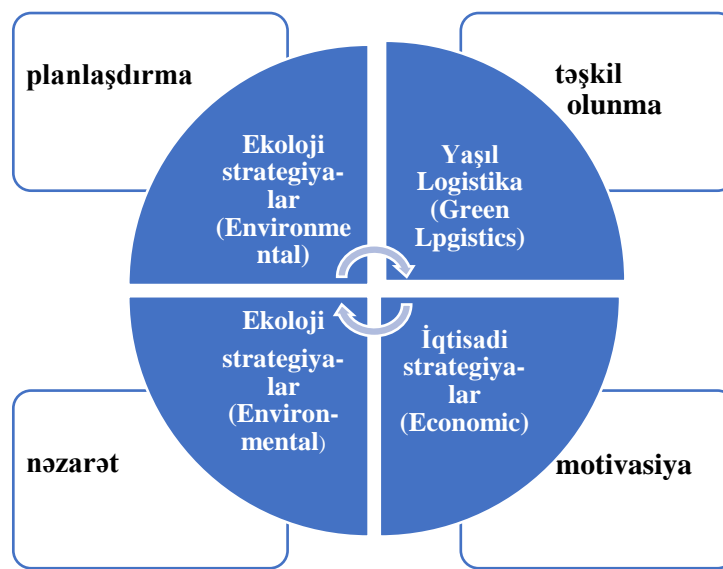 planlaşdırma
təşkil
olunma
Ekoloji
strategiya-
lar
(Environme
ntal)
Yaşıl
Logistika
(Green
Lpgistics)
Ekoloji
strategiya-
lar
(Environ-
mental)
İqtisadi
strategiya-
lar
(Economic)
nəzarət
motivasiya